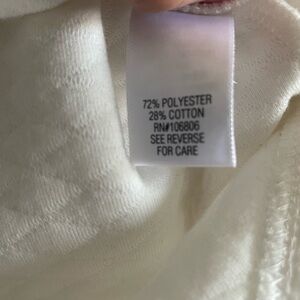 72% POLYESTER
28% COTTON
RN#106806
SEE REVERSE
FOR CARE